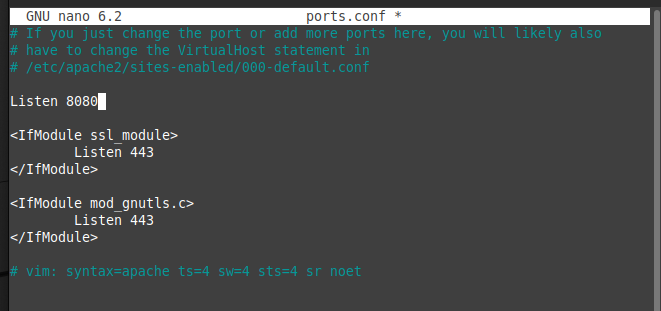 GNU nano 6.2 ports.conf *
# If you just change the port or add more ports here, you will likely also
# have to change the VirtualHost statement in
# /etc/apache2/sites-enabled/000-default.conf
Listen 8080
<IfModule ssl_module>
Listen 443
</IfModule>
<IfModule mod_gnutls.c>
Listen 443
</IfModule>
# vim: syntax=apache ts=4 sw=4 sts=4 sr noet